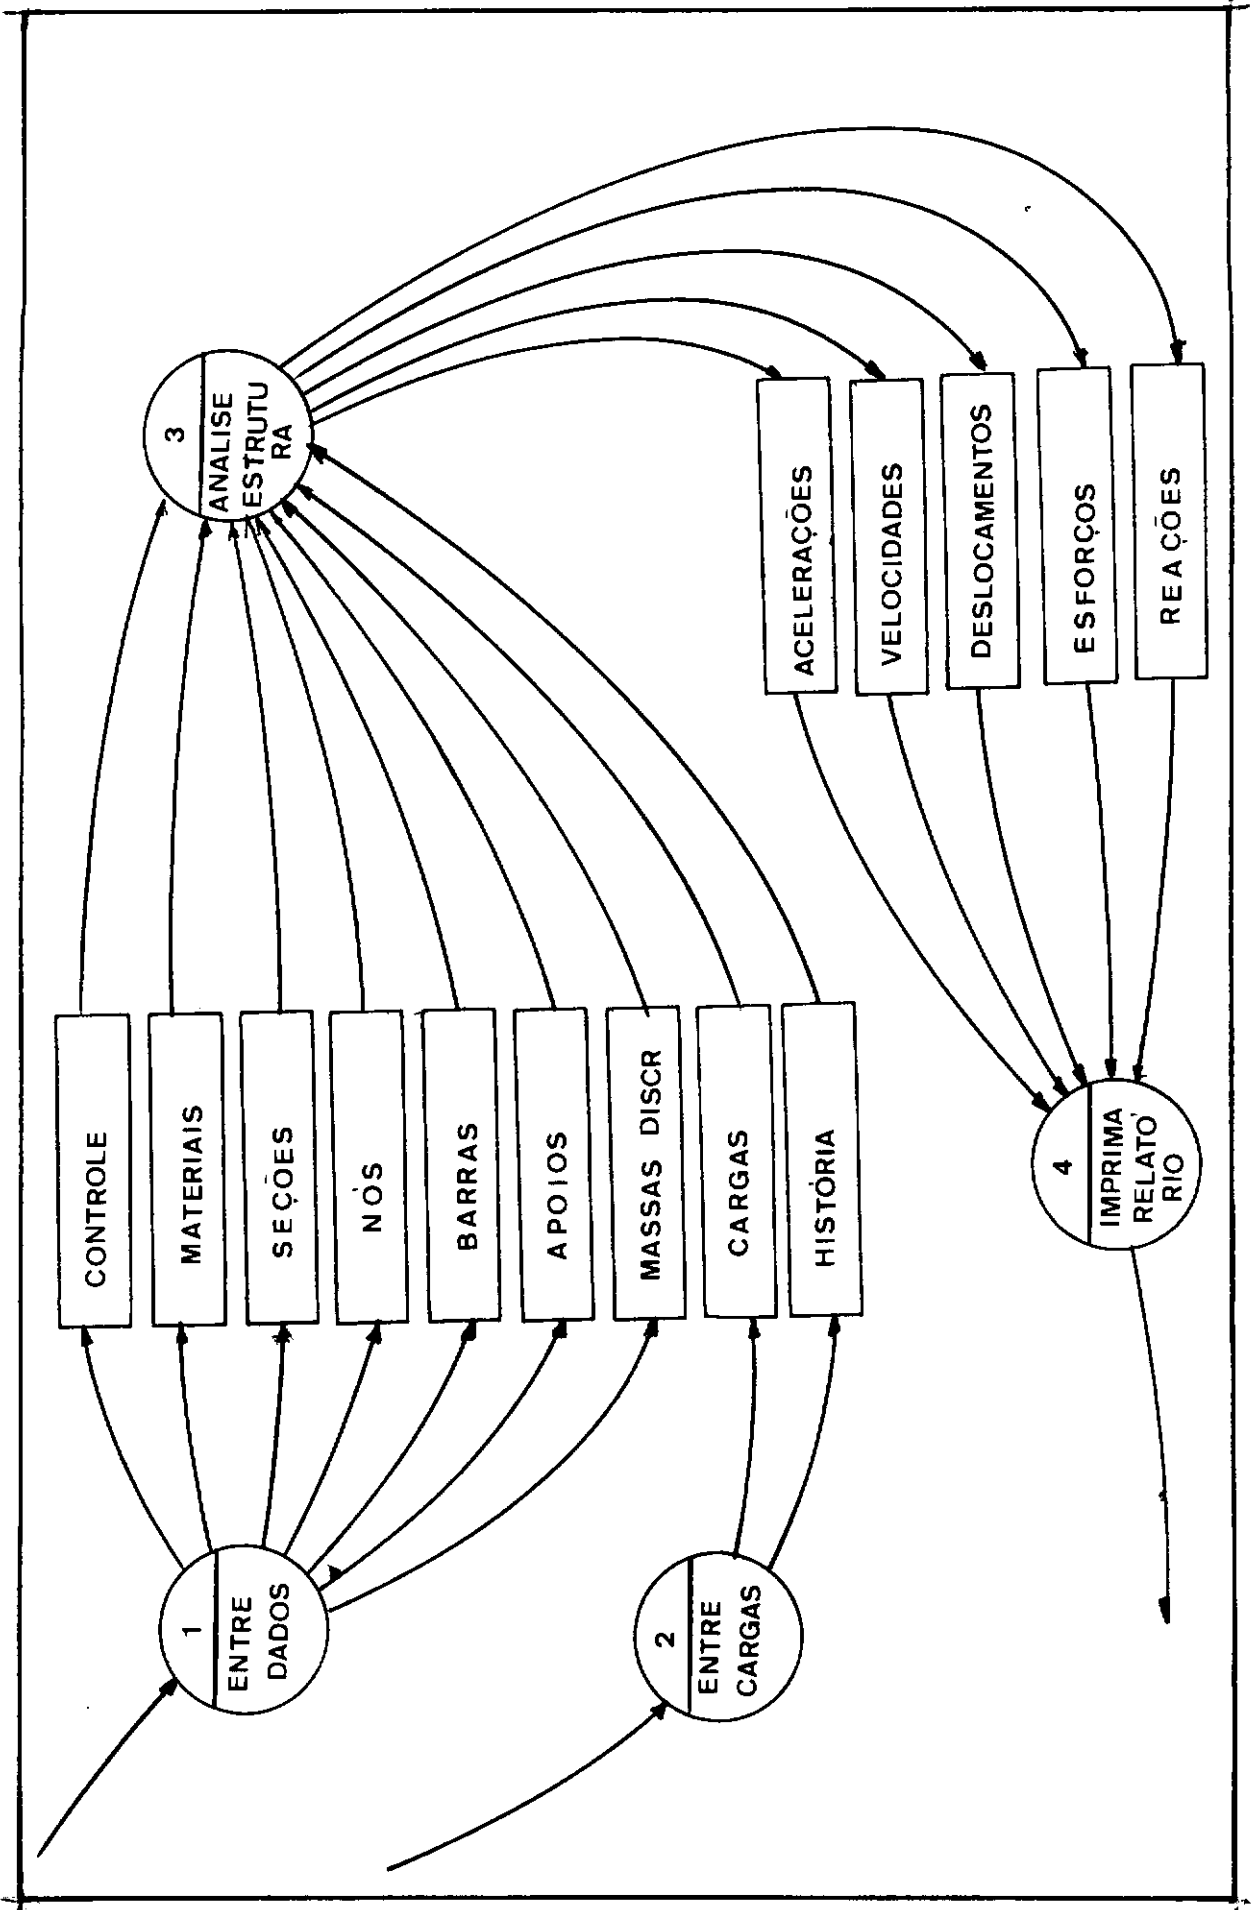 1
ENTRE
DADOS
2
ENTRE
CARGAS
CONTROLE
MATERIAIS
SEÇÕES
NÓS
BARRAS
APOIOS
MASSAS DISCR
CARGAS
HISTÓRIA
3
ANALISE
ESTRUTU
RA
ACELERAÇÕES
VELOCIDADES
DESLOCAMENTOS
ESFORÇOS
REAÇÕES
4
IMPRIMA
RELATÓ
RIO